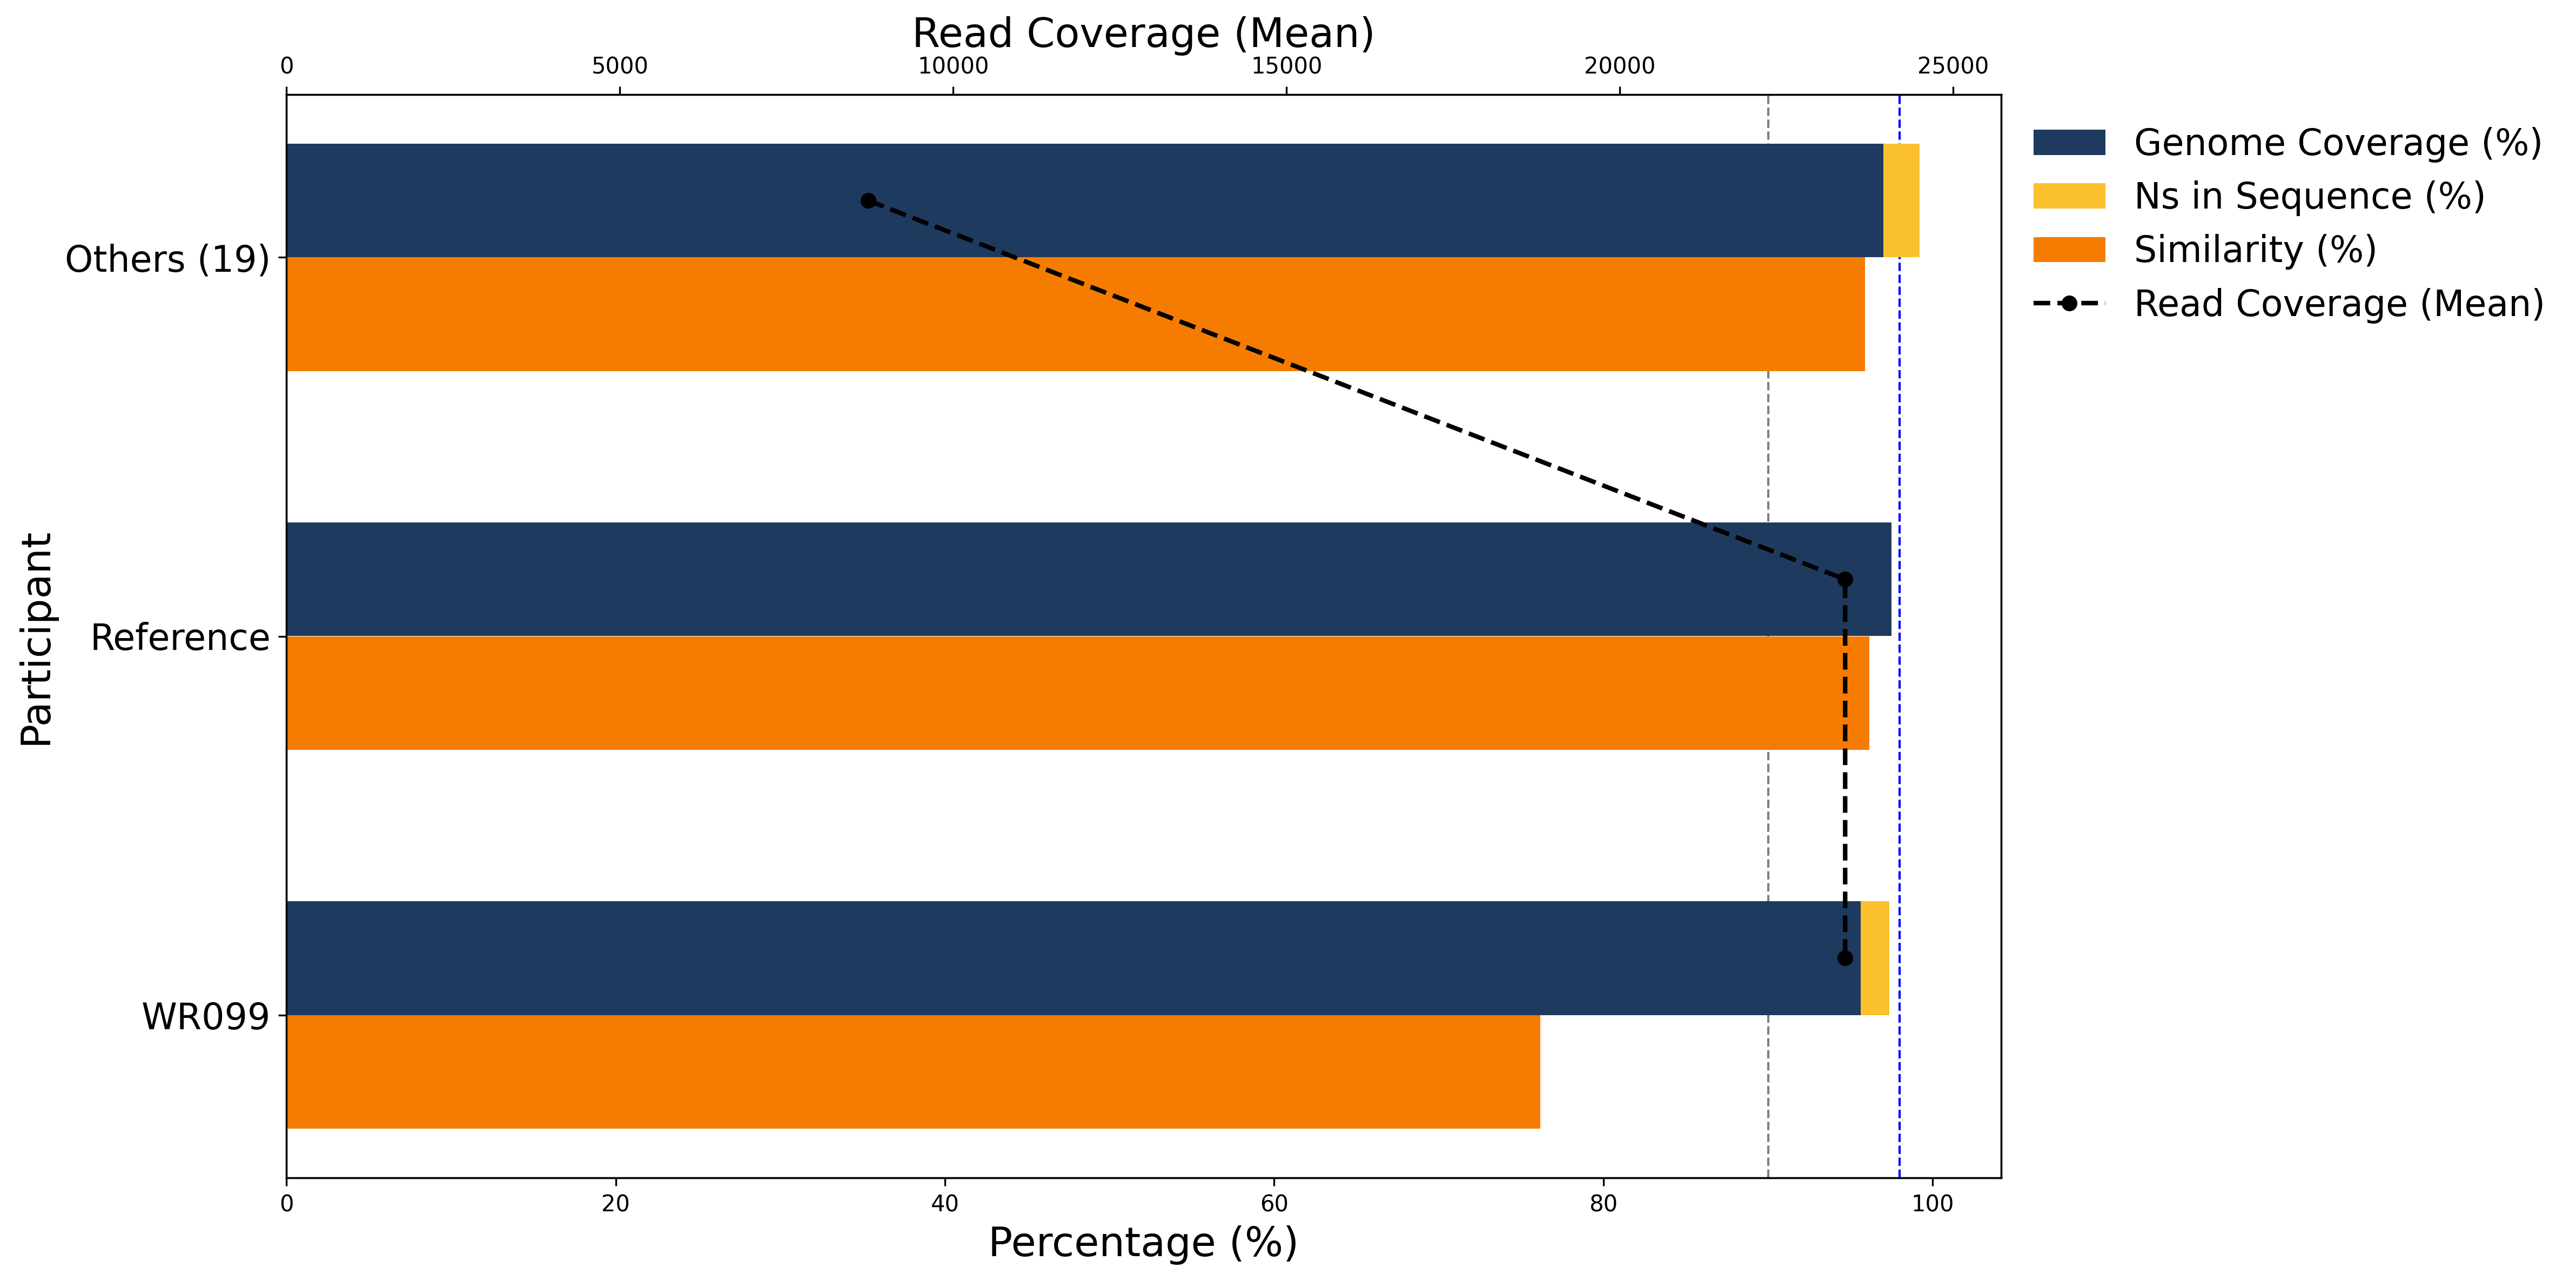 Read Coverage (Mean)
0 5000 10000 15000 20000 25000
Genome Coverage (%)
Ns in Sequence (%)
Similarity (%)
Read Coverage (Mean)
Others (19)
Reference
WR099
Participant
0 20 40 60 80 100
Percentage (%)